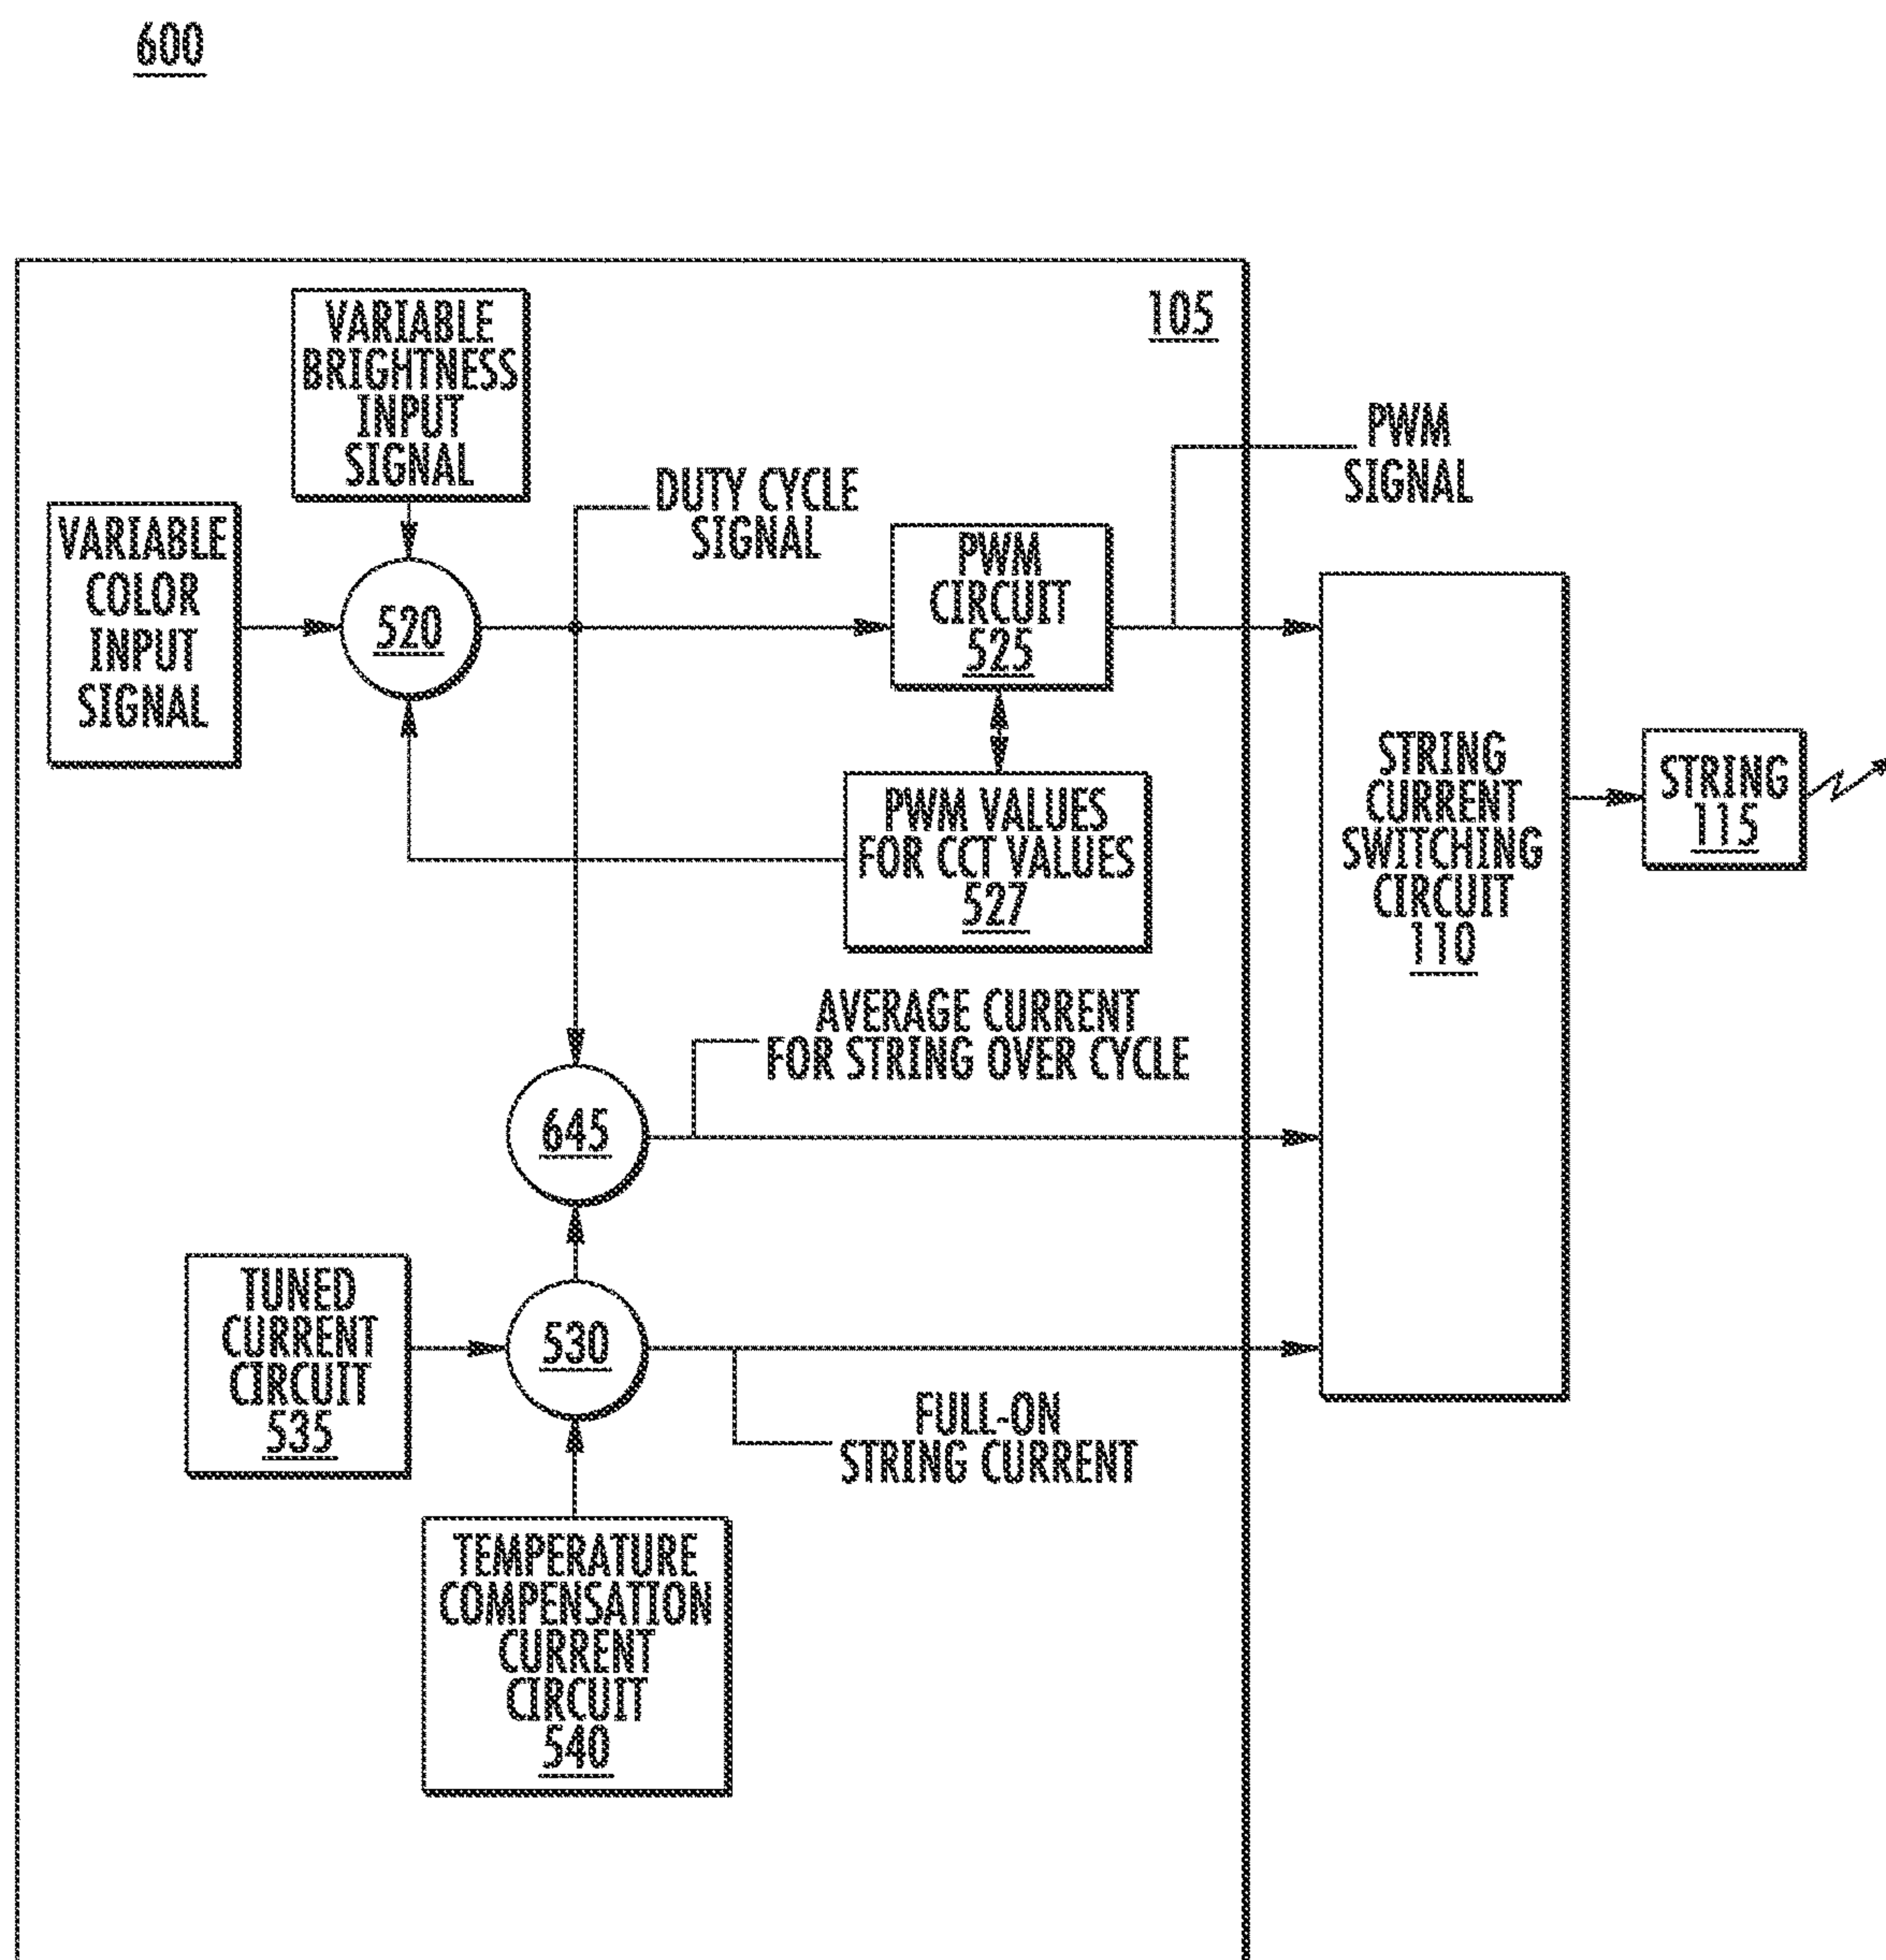 600
105
VARIABLE
BRIGHTNESS
INPUT
SIGNAL
VARIABLE
COLOR
INPUT
SIGNAL
520
DUTY CYCLE
SIGNAL
PWM
CIRCUIT
525
PWM
SIGNAL
PWM VALUES
FOR CCT VALUES
527
STRING
CURRENT
SWITCHING
CIRCUIT
110
STRING
115
AVERAGE CURRENT
FOR STRING OVER CYCLE
645
TUNED
CURRENT
CIRCUIT
535
530
FULL-ON
STRING CURRENT
TEMPERATURE
COMPENSATION
CURRENT
CIRCUIT
540